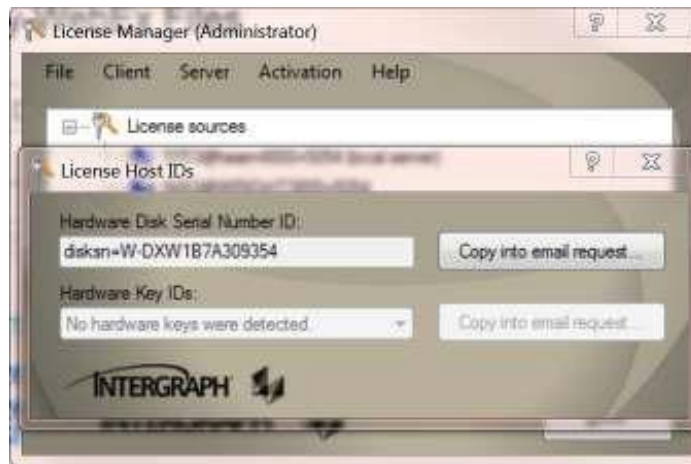 License Manager (Administrator)
File Client Server Activation Help
License sources
License Host IDs
Hardware Disk Serial Number ID:
disksn=W-DXW1B7A309354
Copy into email request...
Hardware Key IDs:
No hardware keys were detected
Copy into email request...
INTERGRAPH